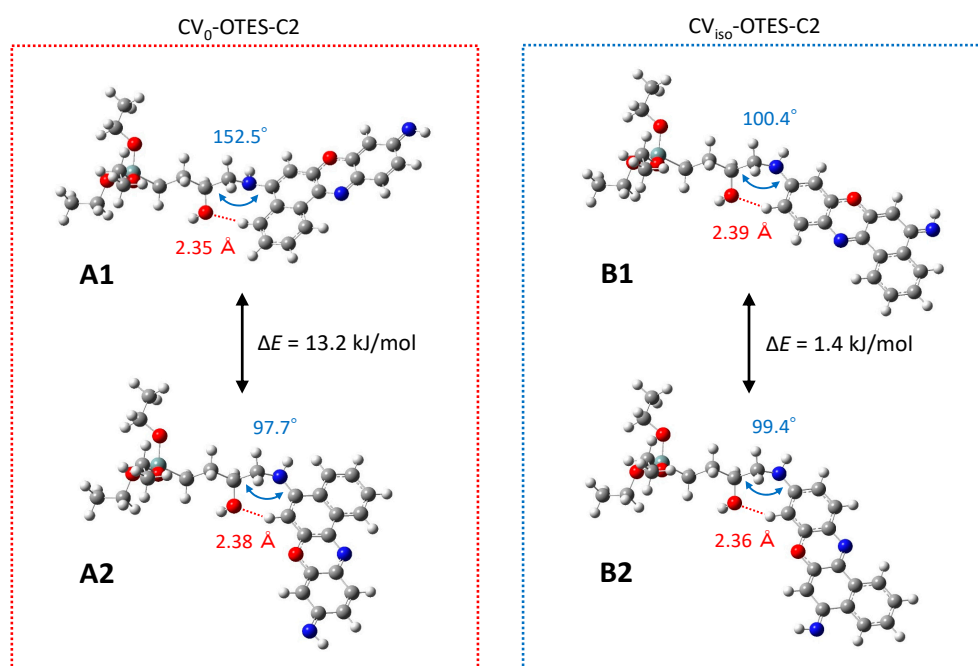 CV₀-OTES-C2
152.5°
2.35 Å
A1
ΔE = 13.2 kJ/mol
97.7°
2.38 Å
A2
CViso-OTES-C2
100.4°
2.39 Å
B1
ΔE = 1.4 kJ/mol
99.4°
2.36 Å
B2